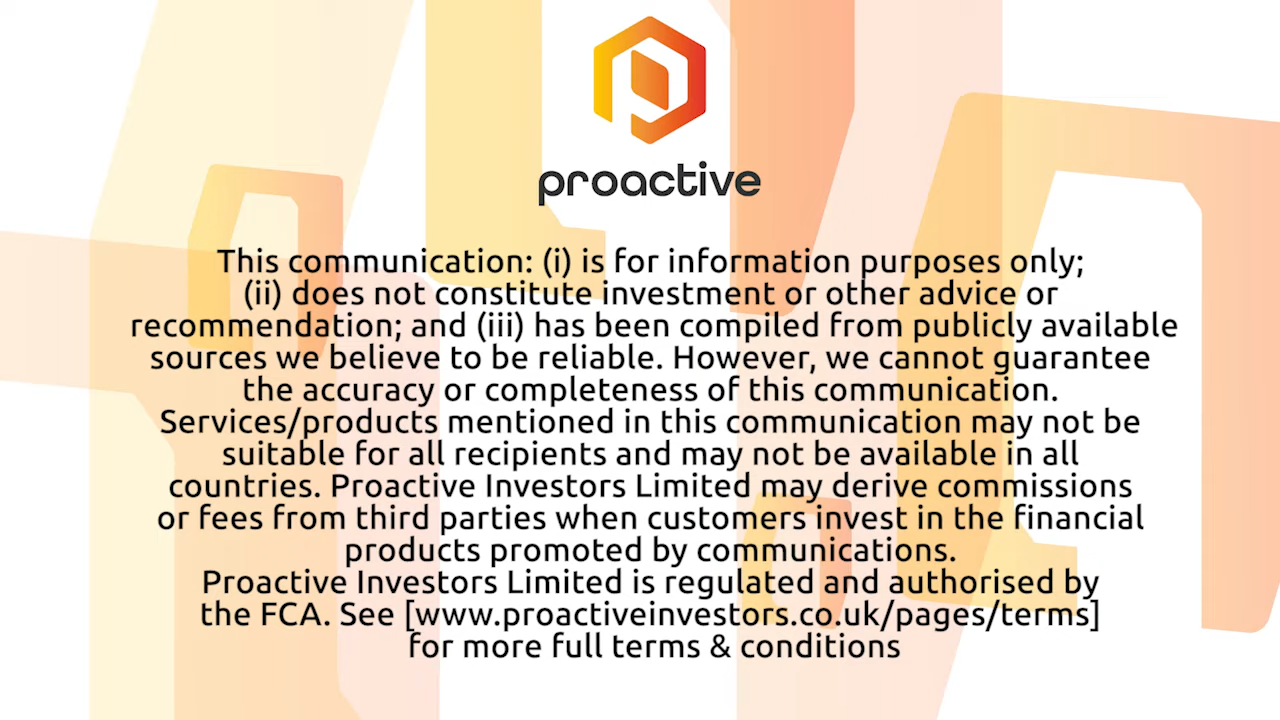 proactive
This communication: (i) is for information purposes only;
(ii) does not constitute investment or other advice or
recommendation; and (iii) has been compiled from publicly available
sources we believe to be reliable. However, we cannot guarantee
the accuracy or completeness of this communication.
Services/products mentioned in this communication may not be
suitable for all recipients and may not be available in all
countries. Proactive Investors Limited may derive commissions
or fees from third parties when customers invest in the financial
products promoted by communications.
Proactive Investors Limited is regulated and authorised by
the FCA. See [www.proactiveinvestors.co.uk/pages/terms]
for more full terms & conditions